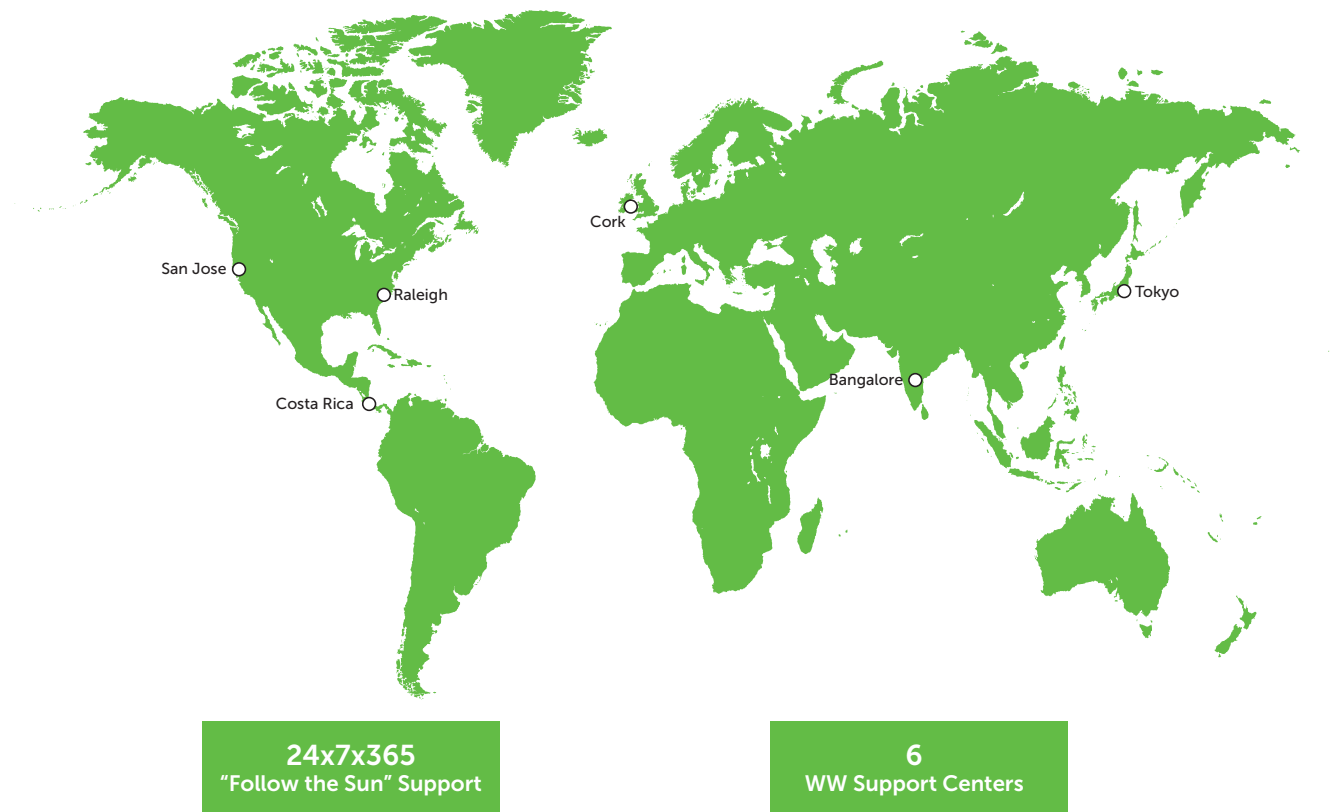 Cork
San Jose
Raleigh
Tokyo
Bangalore
Costa Rica
24x7x365
“Follow the Sun” Support
6
WW Support Centers